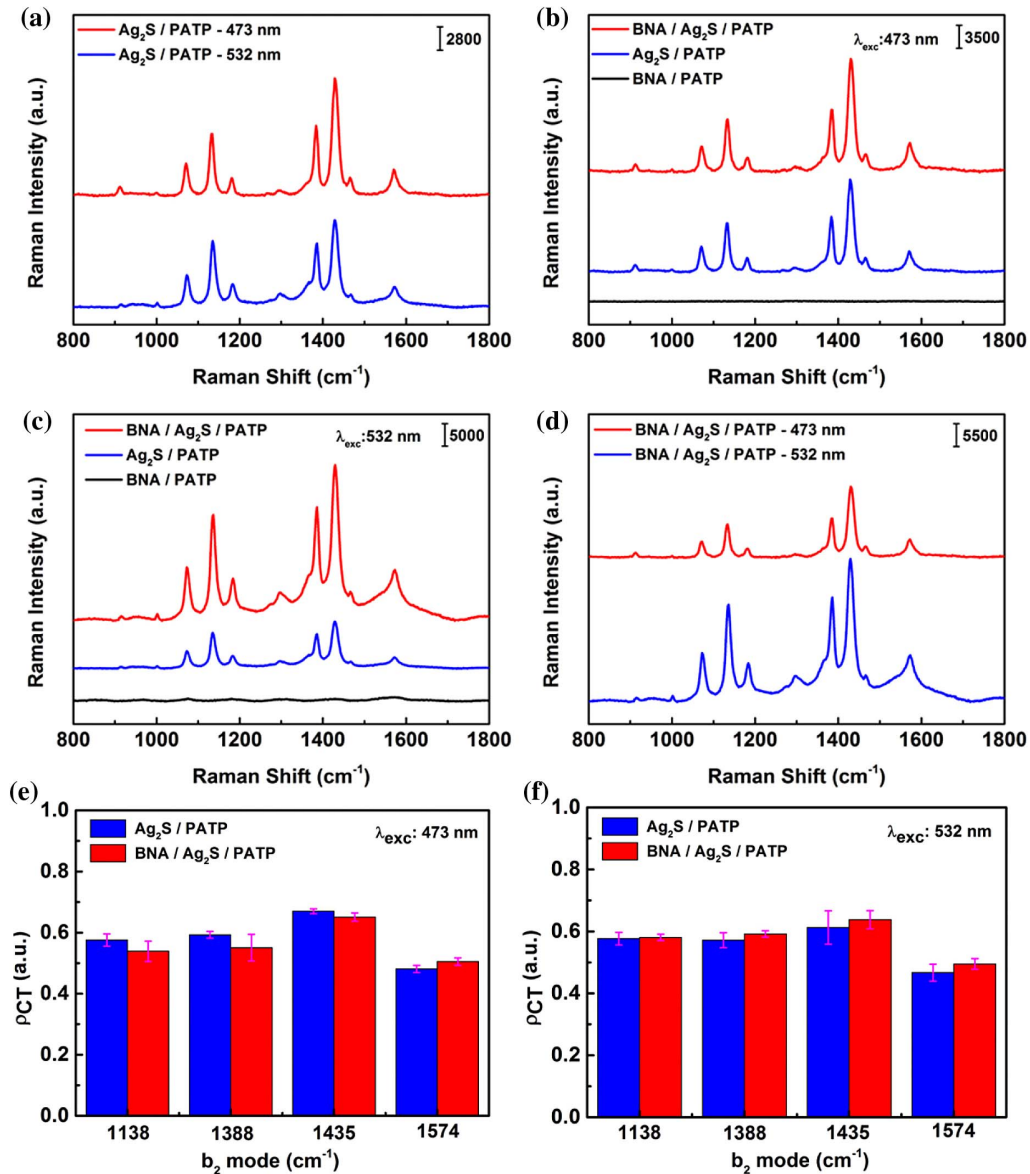 (a)
Ag₂S / PATP - 473 nm
Ag₂S / PATP - 532 nm
2800
Raman Intensity (a.u.)
800 1000 1200 1400 1600 1800
Raman Shift (cm⁻¹)
(b)
BNA / Ag₂S / PATP
Ag₂S / PATP
BNA / PATP
λexc:473 nm
3500
Raman Intensity (a.u.)
800 1000 1200 1400 1600 1800
Raman Shift (cm⁻¹)
(c)
BNA / Ag₂S / PATP
Ag₂S / PATP
BNA / PATP
λexc:532 nm
5000
Raman Intensity (a.u.)
800 1000 1200 1400 1600 1800
Raman Shift (cm⁻¹)
(d)
BNA / Ag₂S / PATP - 473 nm
BNA / Ag₂S / PATP - 532 nm
5500
Raman Intensity (a.u.)
800 1000 1200 1400 1600 1800
Raman Shift (cm⁻¹)
(e)
Ag₂S / PATP
BNA / Ag₂S / PATP
λexc: 473 nm
1.0
0.8
0.6
0.4
0.2
0.0
ρCT (a.u.)
1138 1388 1435 1574
b₂ mode (cm⁻¹)
(f)
Ag₂S / PATP
BNA / Ag₂S / PATP
λexc: 532 nm
1.0
0.8
0.6
0.4
0.2
0.0
ρCT (a.u.)
1138 1388 1435 1574
b₂ mode (cm⁻¹)